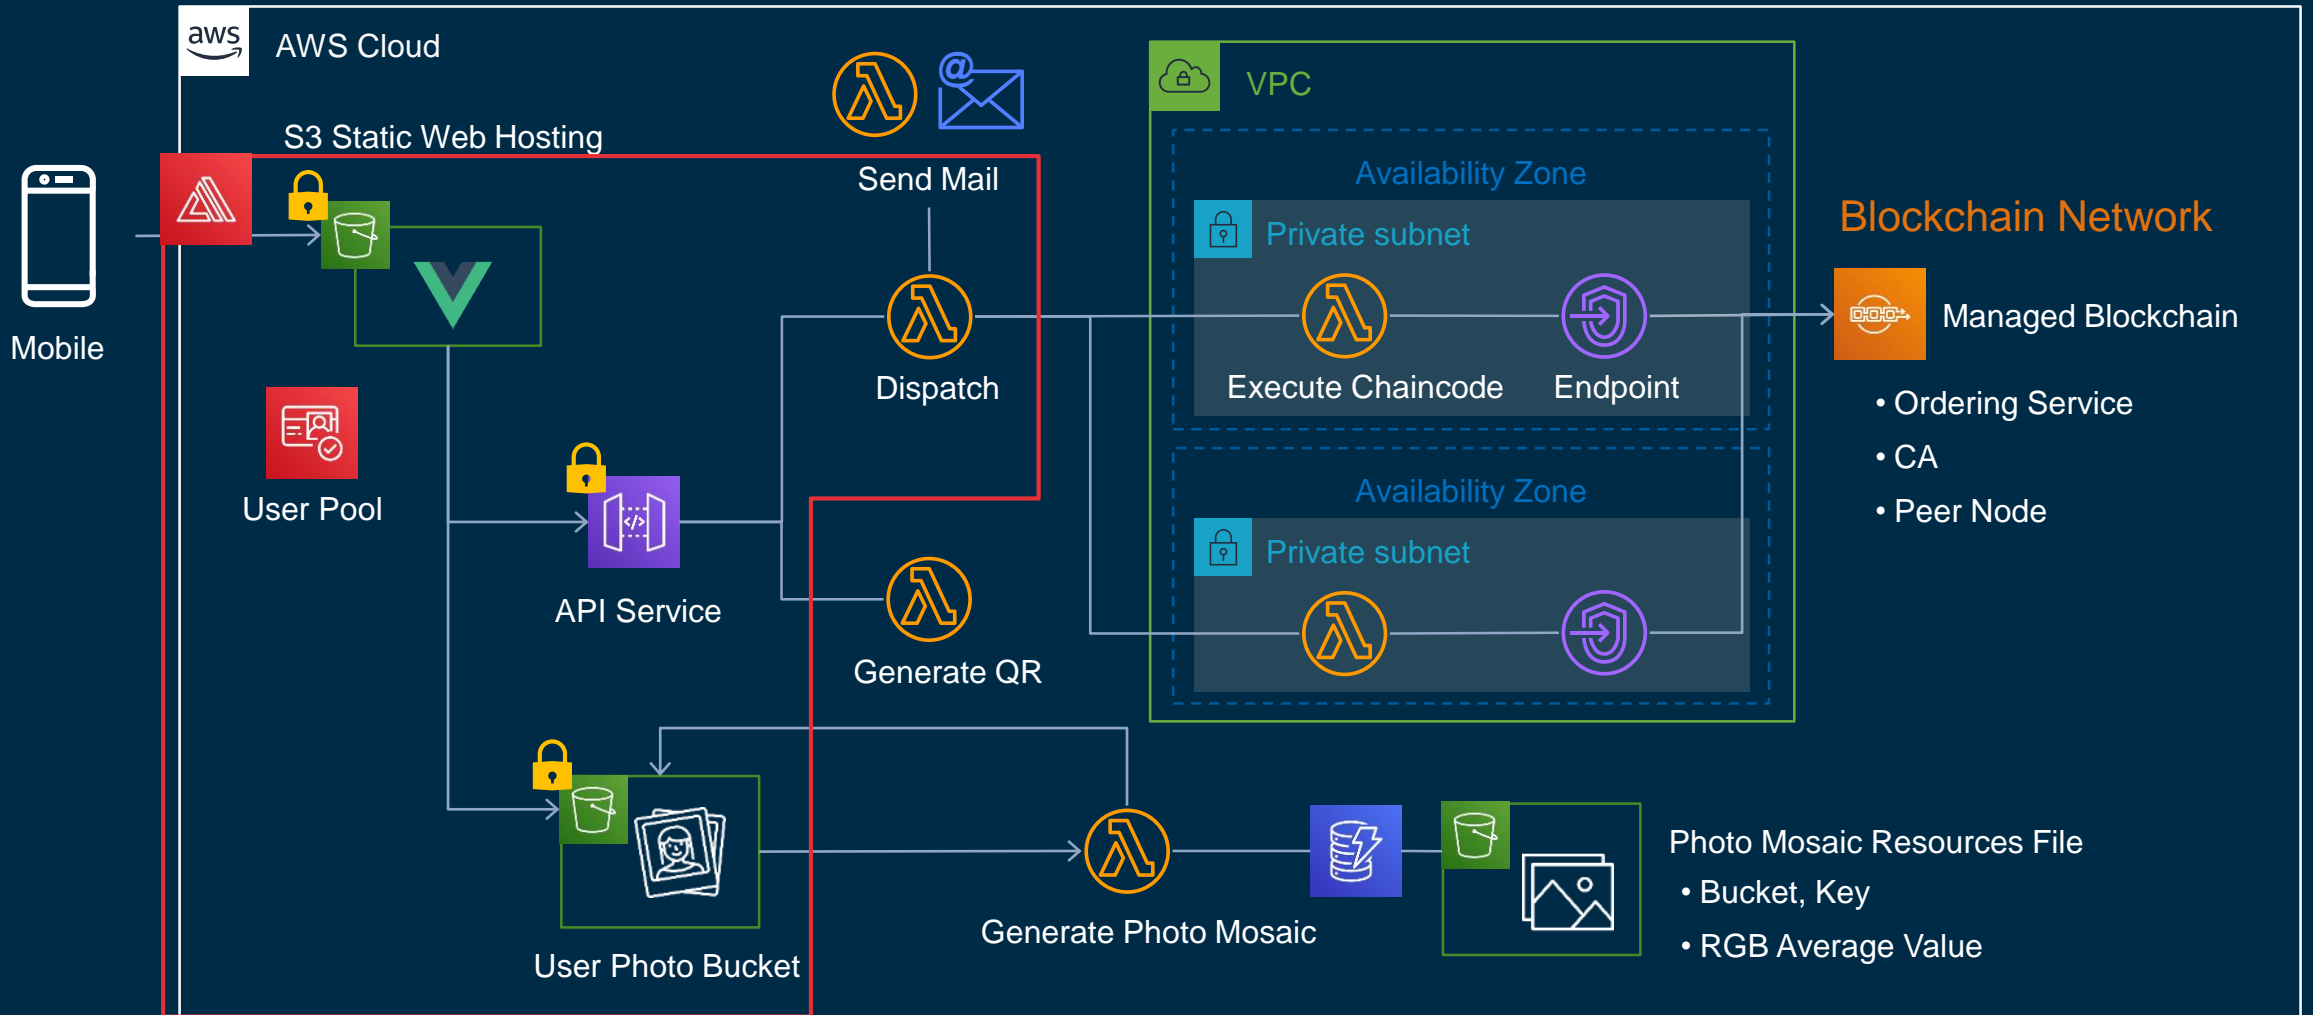 aws
AWS Cloud
S3 Static Web Hosting
Mobile
User Pool
</>
API Service
@
Send Mail
Dispatch
Generate QR
User Photo Bucket
Generate Photo Mosaic
VPC
Availability Zone
Private subnet
Execute Chaincode
Endpoint
Availability Zone
Private subnet
Blockchain Network
Managed Blockchain
• Ordering Service
• CA
• Peer Node
Photo Mosaic Resources File
• Bucket, Key
• RGB Average Value